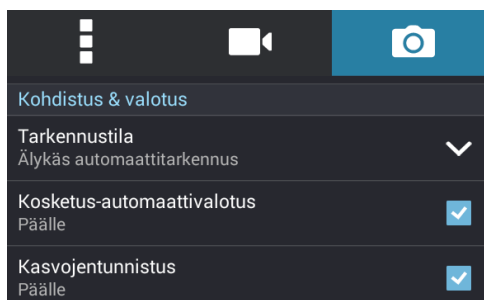 Kohdistus & valotus
Tarkennustila
Älykäs automaattitarkennus
Kosketus-automaattivalotus
Päälle
Kasvojentunnistus
Päälle